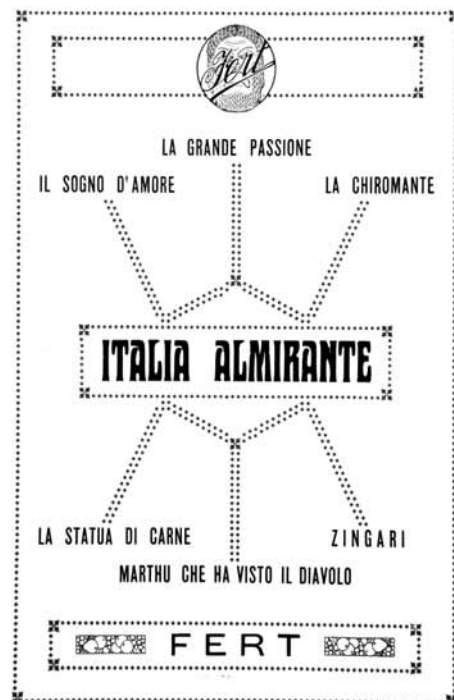 Fert
LA GRANDE PASSIONE
IL SOGNO D'AMORE
LA CHIROMANTE
ITALIA ALMIRANTE
LA STATUA DI CARNE
ZINGARI
MARTHU CHE HA VISTO IL DIAVOLO
FERT